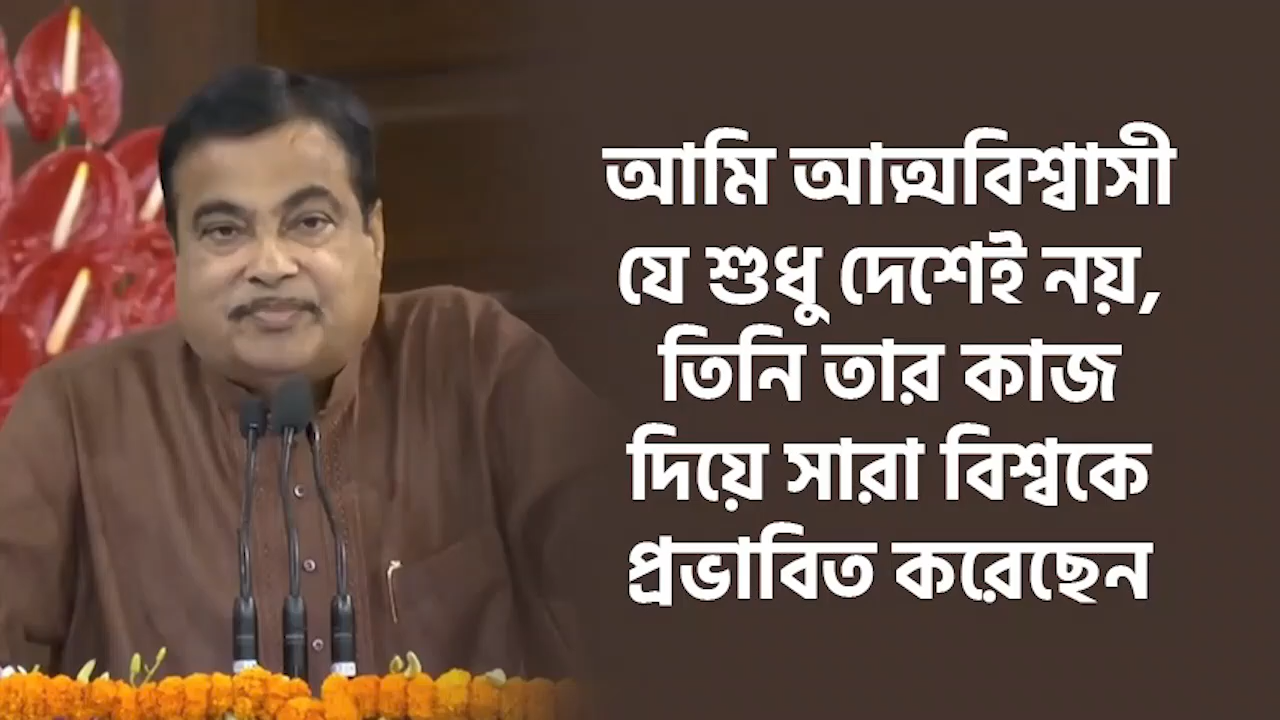 আমি আত্মবিশ্বাসী
যে শুধু দেশেই নয়,
তিনি তার কাজ
দিয়ে সারা বিশ্বকে
প্রভাবিত করেছেন